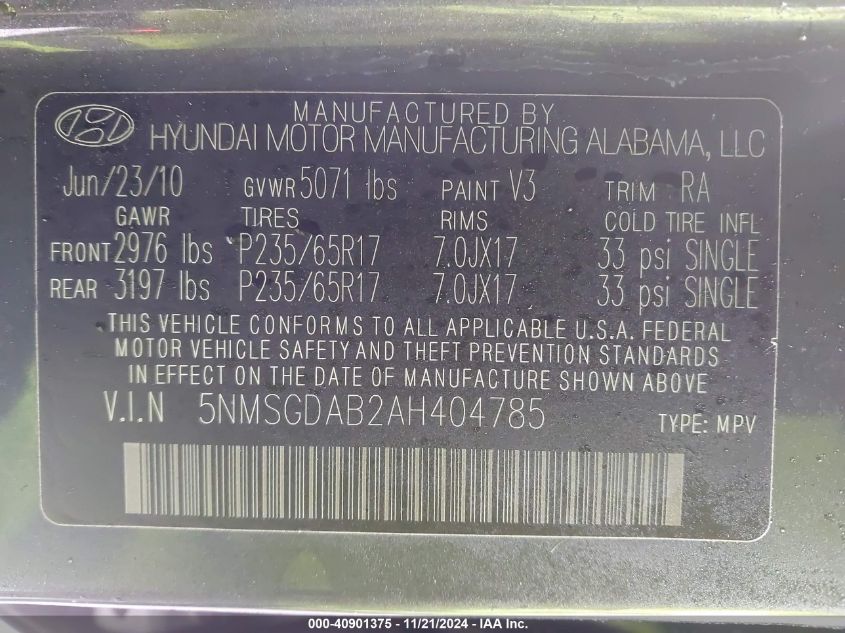 MANUFACTURED BY
HYUNDAI MOTOR MANUFACTURING ALABAMA, LLC
Jun/23/10 GVWR 5071 lbs PAINT V3 TRIM RA
GAWR TIRES RIMS COLD TIRE INFL
FRONT 2976 lbs P235/65R17 7.0JX17 33 psi SINGLE
REAR 3197 lbs P235/65R17 7.0JX17 33 psi SINGLE
THIS VEHICLE CONFORMS TO ALL APPLICABLE U.S.A. FEDERAL
MOTOR VEHICLE SAFETY AND THEFT PREVENTION STANDARDS
IN EFFECT ON THE DATE OF MANUFACTURE SHOWN ABOVE
V.I.N 5NMSGDAB2AH404785 TYPE: MPV
000-40901375 - 11/21/2024 - IAA Inc.